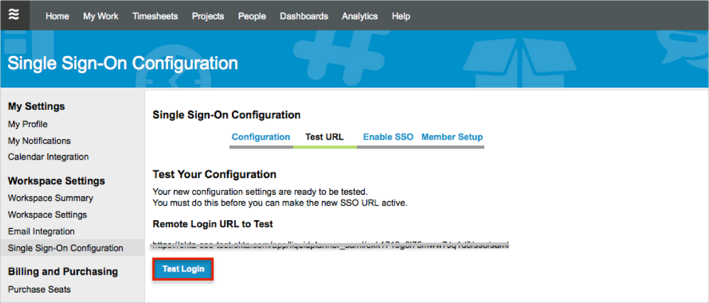 Home My Work Timesheets Projects People Dashboards Analytics Help
Single Sign-On Configuration
My Settings
My Profile
My Notifications
Calendar Integration
Workspace Settings
Workspace Summary
Workspace Settings
Email Integration
Single Sign-On Configuration
Billing and Purchasing
Purchase Seats
Single Sign-On Configuration
Configuration Test URL Enable SSO Member Setup
Test Your Configuration
Your new configuration settings are ready to be tested.
You must do this before you can make the new SSO URL active.
Remote Login URL to Test
Test Login